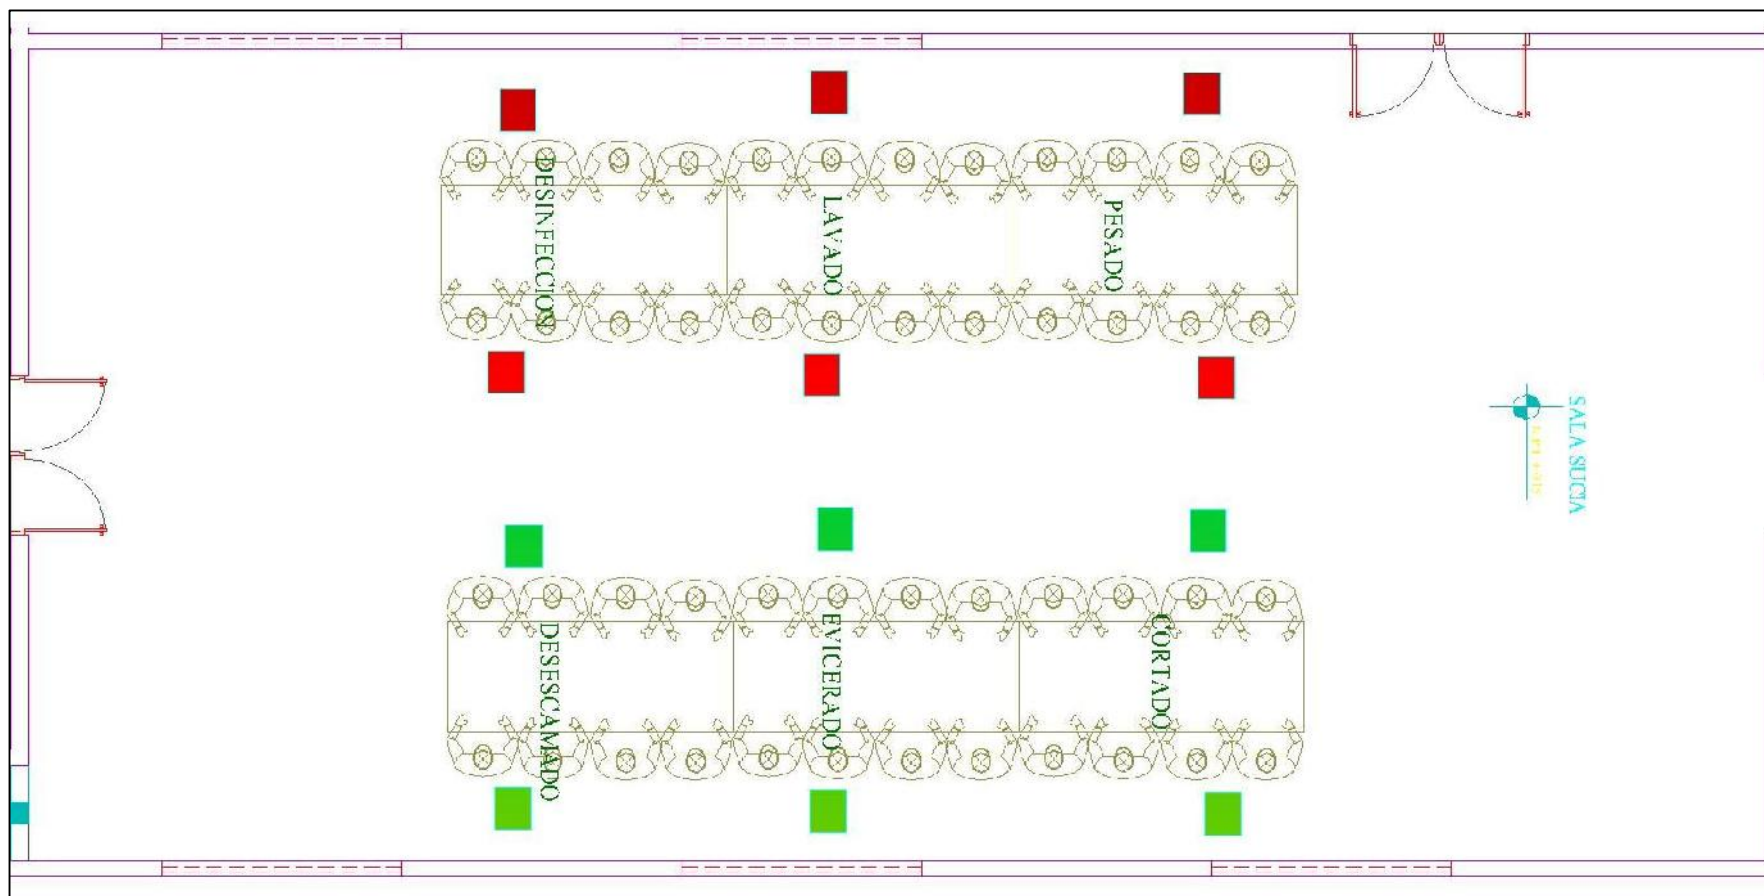 DESINFECCION
LAVADO
PESADO
SALA SUCIA
DESESCAMADO
EVICERADO
CORTADO